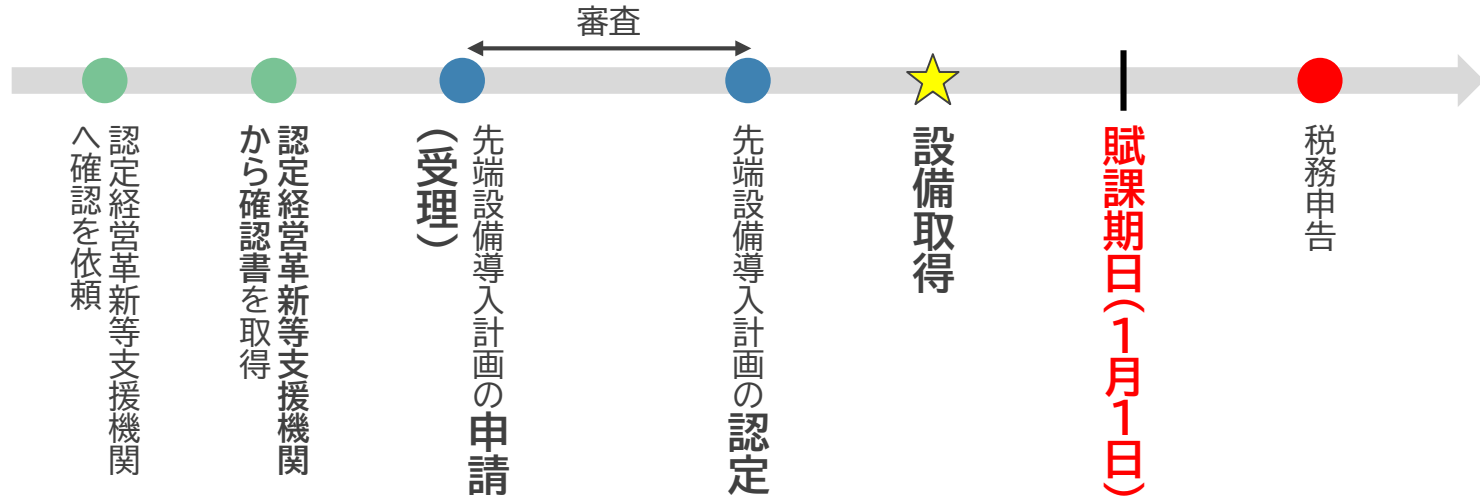 審査
認定経営革新等支援機関
へ確認を依頼
認定経営革新等支援機関
から確認書を取得
先端設備導入計画の申請
（受理）
先端設備導入計画の認定
設備取得
賦課期日（１月１日）
税務申告